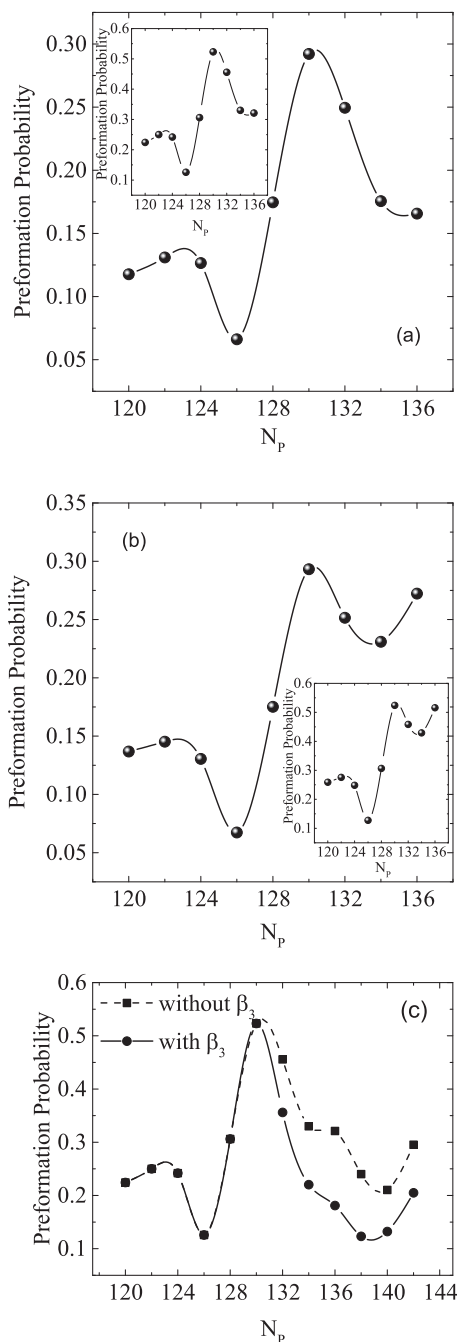 0.30
0.25
0.20
0.15
0.10
0.05
Preformation Probability
120 124 128 132 136
N_P
(a)
0.6
0.5
0.4
0.3
0.2
0.1
Preformation Probability
120 124 128 132 136
N_P
0.35
0.30
0.25
0.20
0.15
0.10
0.05
Preformation Probability
120 124 128 132 136
N_P
(b)
0.6
0.5
0.4
0.3
0.2
0.1
Preformation Probability
120 124 128 132 136
N_P
0.6
0.5
0.4
0.3
0.2
0.1
Preformation Probability
without β₃
with β₃
(c)
120 124 128 132 136 140 144
N_P